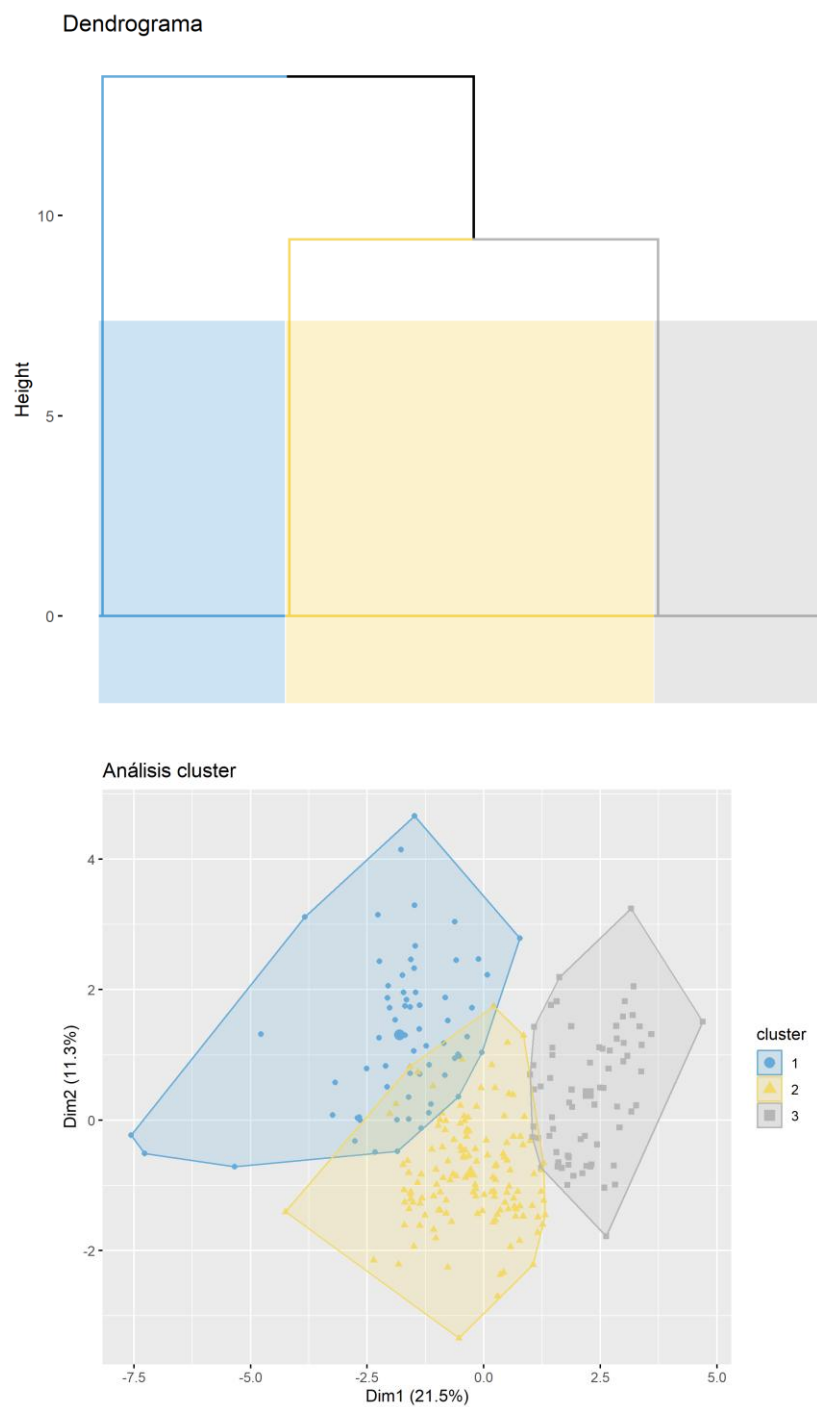 Dendrograma
10
5
0
Height
Análisis cluster
4
2
0
-2
Dim2 (11.3%)
-7.5 -5.0 -2.5 0.0 2.5 5.0
Dim1 (21.5%)
cluster
1
2
3